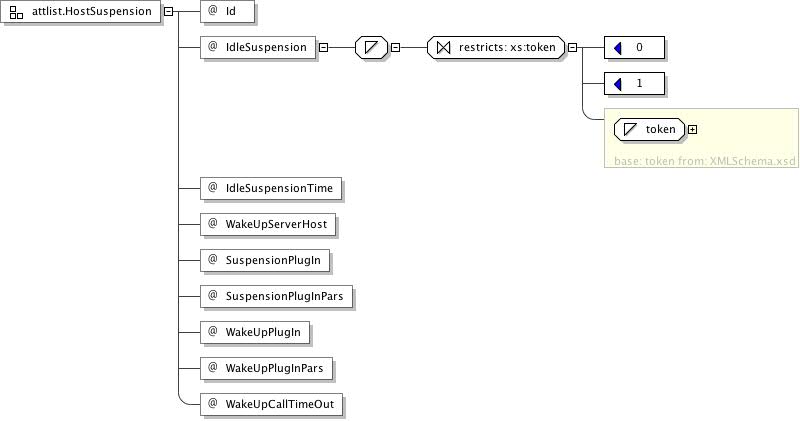 attlist.HostSuspension
@ Id
@ IdleSuspension
restricts: xs:token
0
1
token
base: token from: XMLSchema.xsd
@ IdleSuspensionTime
@ WakeUpServerHost
@ SuspensionPlugIn
@ SuspensionPlugInPars
@ WakeUpPlugIn
@ WakeUpPlugInPars
@ WakeUpCallTimeOut